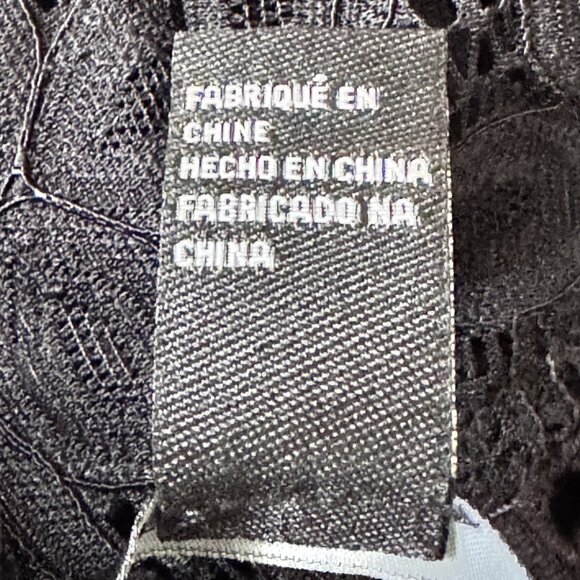 FABRIQUÉ EN
CHINE
HECHO EN CHINA
FABRICADO NA
CHINA